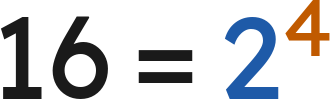 16 = 2⁴